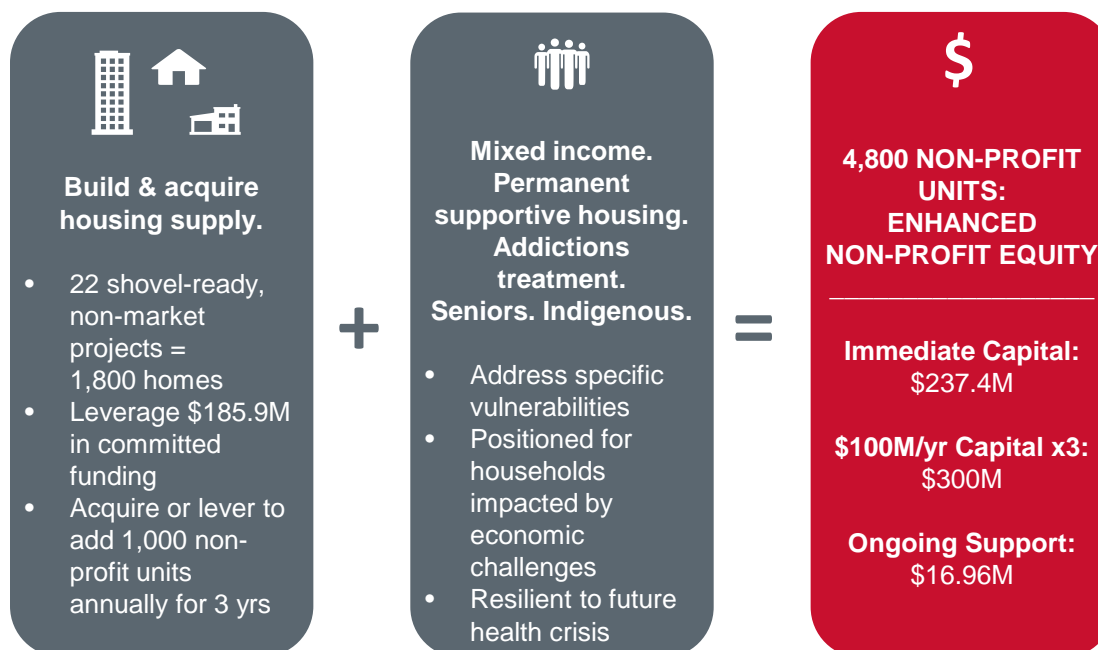 Build & acquire
housing supply.
• 22 shovel-ready,
non-market
projects =
1,800 homes
• Leverage $185.9M
in committed
funding
• Acquire or lever to
add 1,000 non-
profit units
annually for 3 yrs
+
Mixed income.
Permanent
supportive housing.
Addictions
treatment.
Seniors. Indigenous.
• Address specific
vulnerabilities
• Positioned for
households
impacted by
economic
challenges
• Resilient to future
health crisis
=
$
4,800 NON-PROFIT
UNITS:
ENHANCED
NON-PROFIT EQUITY
Immediate Capital:
$237.4M
$100M/yr Capital x3:
$300M
Ongoing Support:
$16.96M